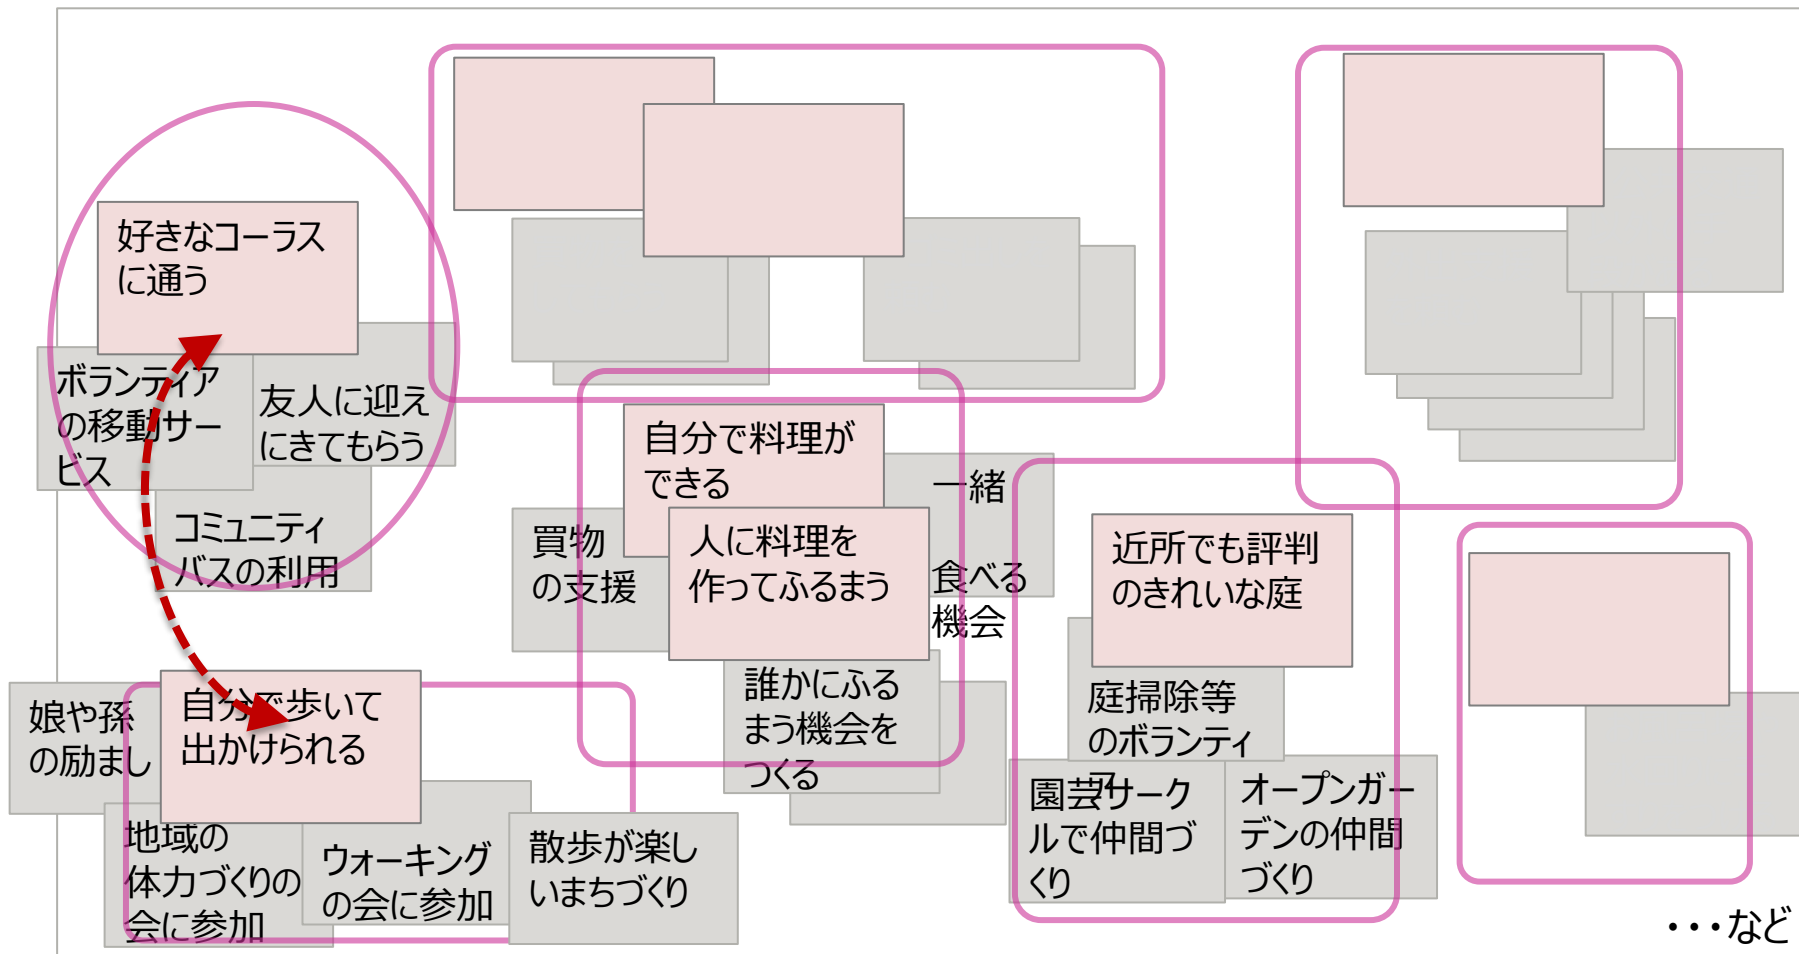 好きなコーラス
に通う
ボランティア
の移動サー
ビス
友人に迎え
にきてもらう
コミュニティ
バスの利用
自分で歩いて
出かけられる
娘や孫
の励まし
地域の
体力づくりの
会に参加
ウォーキング
の会に参加
散歩が楽し
いまちづくり
自分で料理が
できる
人に料理を
作ってふるまう
買物
の支援
一緒
食べる
機会
誰かにふる
まう機会を
つくる
近所でも評判
のきれいな庭
庭掃除等
のボランティ
ア
園芸サーク
ルで仲間づ
くり
オープンガー
デンの仲間
づくり
・・・など